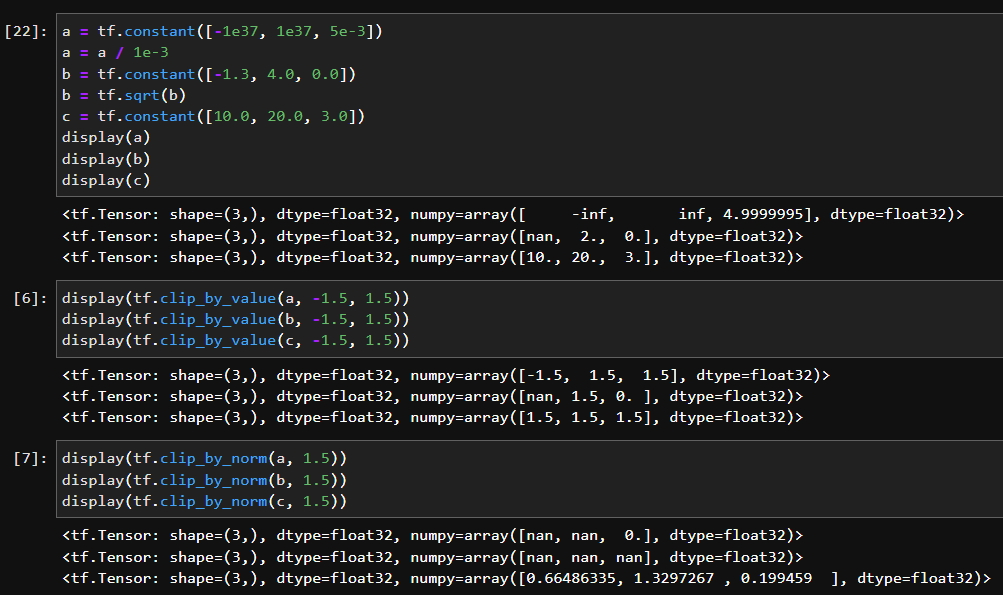 [22]: a = tf.constant([-1e37, 1e37, 5e-3])
a = a / 1e-3
b = tf.constant([-1.3, 4.0, 0.0])
b = tf.sqrt(b)
c = tf.constant([10.0, 20.0, 3.0])
display(a)
display(b)
display(c)
<tf.Tensor: shape=(3,), dtype=float32, numpy=array([     -inf,       inf, 4.9999995], dtype=float32)>
<tf.Tensor: shape=(3,), dtype=float32, numpy=array([nan,  2.,  0.], dtype=float32)>
<tf.Tensor: shape=(3,), dtype=float32, numpy=array([10., 20.,  3.], dtype=float32)>
[6]: display(tf.clip_by_value(a, -1.5, 1.5))
display(tf.clip_by_value(b, -1.5, 1.5))
display(tf.clip_by_value(c, -1.5, 1.5))
<tf.Tensor: shape=(3,), dtype=float32, numpy=array([-1.5,  1.5,  1.5], dtype=float32)>
<tf.Tensor: shape=(3,), dtype=float32, numpy=array([nan, 1.5, 0. ], dtype=float32)>
<tf.Tensor: shape=(3,), dtype=float32, numpy=array([1.5, 1.5, 1.5], dtype=float32)>
[7]: display(tf.clip_by_norm(a, 1.5))
display(tf.clip_by_norm(b, 1.5))
display(tf.clip_by_norm(c, 1.5))
<tf.Tensor: shape=(3,), dtype=float32, numpy=array([nan, nan,  0.], dtype=float32)>
<tf.Tensor: shape=(3,), dtype=float32, numpy=array([nan, nan, nan], dtype=float32)>
<tf.Tensor: shape=(3,), dtype=float32, numpy=array([0.66486335, 1.3297267 , 0.199459  ], dtype=float32)>